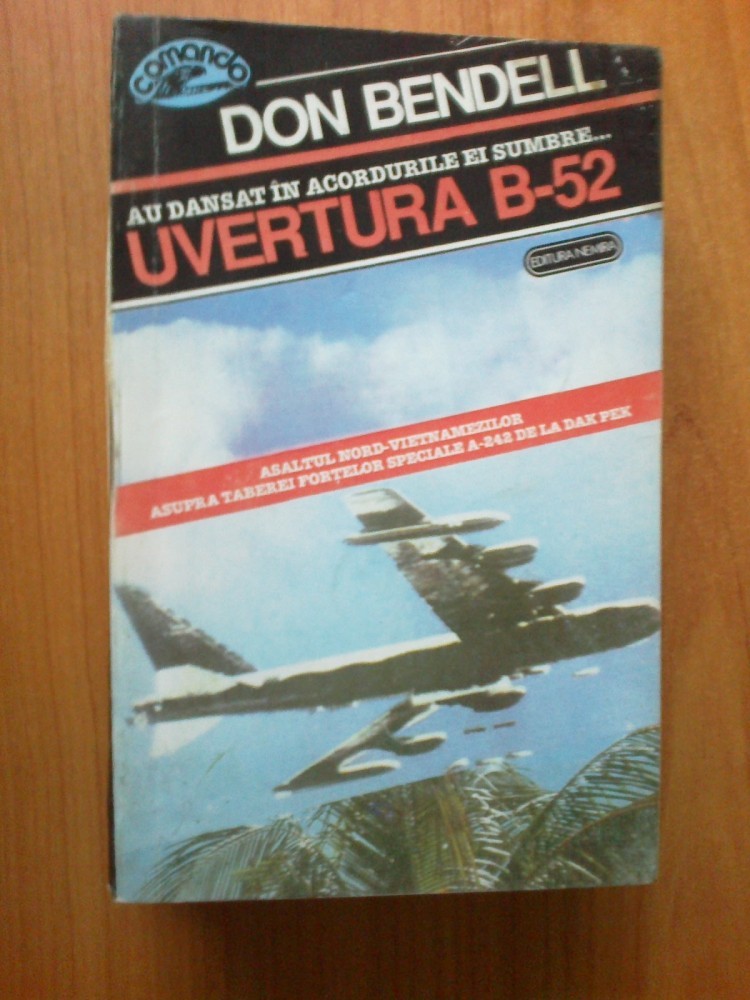 comando
DON BENDELL
AU DANSAT ÎN ACORDURILE EI SUMBRE...
UVERTURA B-52
EDITURA NEMIRA
ASALTUL NORD-VIETNAMEZILOR
ASUPRA TABEREI FORȚELOR SPECIALE A-242 DE LA DAK PEK